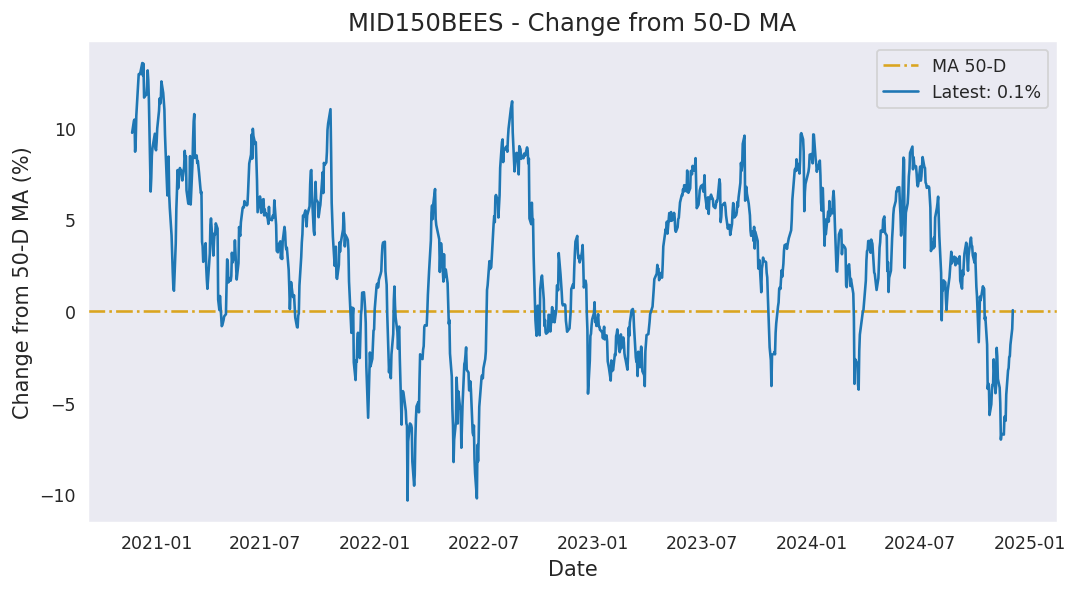 MID150BEES - Change from 50-D MA
MA 50-D
Latest: 0.1%
Change from 50-D MA (%)
10
5
0
−5
−10
2021-01
2021-07
2022-01
2022-07
2023-01
2023-07
2024-01
2024-07
2025-01
Date